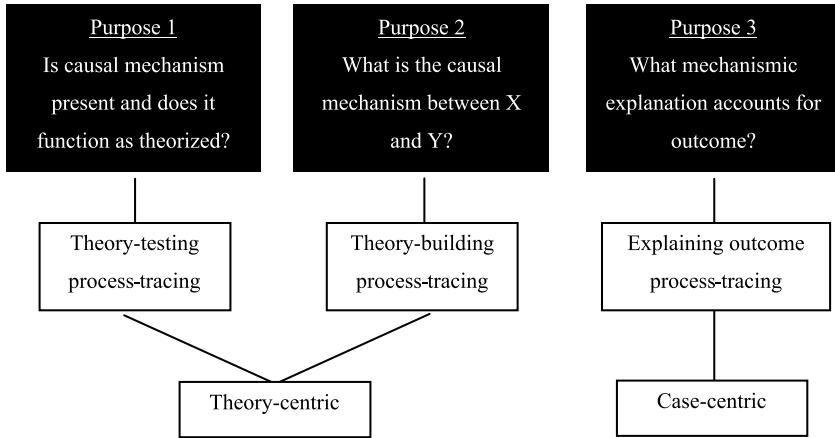 Purpose 1
Is causal mechanism
present and does it
function as theorized?
Purpose 2
What is the causal
mechanism between X
and Y?
Purpose 3
What mechanismic
explanation accounts for
outcome?
Theory-testing
process-tracing
Theory-building
process-tracing
Explaining outcome
process-tracing
Theory-centric
Case-centric